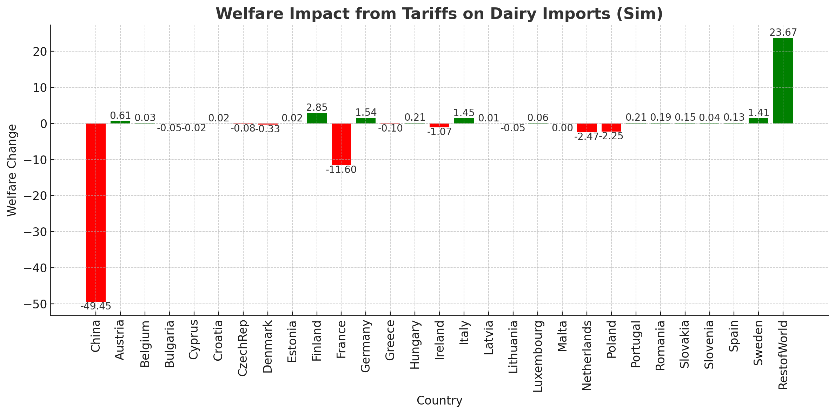 Welfare Impact from Tariffs on Dairy Imports (Sim)
Welfare Change
20
10
0
−10
−20
−30
−40
−50
-49.45
0.61
0.03
-0.05
-0.02
0.02
-0.08
-0.33
0.02
2.85
-11.60
1.54
-0.10
0.21
-1.07
1.45
0.01
-0.05
0.06
0.00
-2.47
-2.25
0.21
0.19
0.15
0.04
0.13
1.41
23.67
China
Austria
Belgium
Bulgaria
Cyprus
Croatia
CzechRep
Denmark
Estonia
Finland
France
Germany
Greece
Hungary
Ireland
Italy
Latvia
Lithuania
Luxembourg
Malta
Netherlands
Poland
Portugal
Romania
Slovakia
Slovenia
Spain
Sweden
RestofWorld
Country